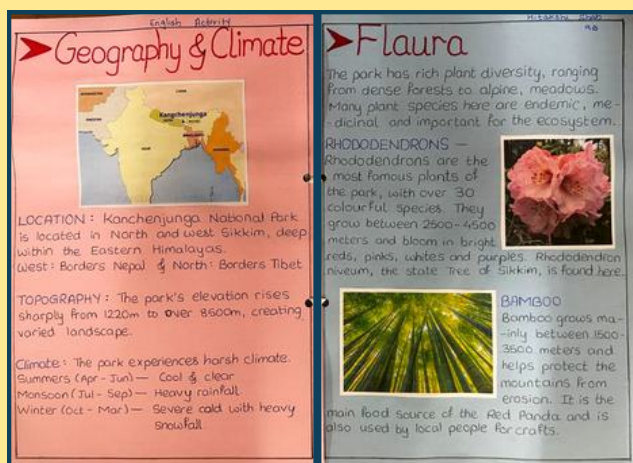 English Activity
Geography & Climate
Kangchenjunga
LOCATION : Kanchenjunga National Park
is located in North and west Sikkim, deep
within the Eastern Himalayas.
West : Borders Nepal & North : Borders Tibet
TOPOGRAPHY : The park's elevation rises
sharply from 1220m to over 8500m, creating
varied landscape.
Climate : The park experiences harsh climate.
Summers (Apr - Jun) — Cool & clear
Monsoon (Jul - Sep) — Heavy rainfall.
Winter (Oct - Mar) — Severe cold with heavy
snowfall
Hitakshi Shah
9B
Flaura
The park has rich plant diversity, ranging
from dense forests to alpine, meadows.
Many plant species here are endemic, me-
-dicinal and important for the ecosystem.
RHODODENDRONS —
Rhododendrons are the
most famous plants of
the park, with over 30
colourful species. They
grow between 2500 - 4500
meters and bloom in bright
reds, pinks, whites and purples. Rhododendron
niveum, the state Tree of Sikkim, is found here.
BAMBOO
Bamboo grows ma-
-inly between 1500-
3500 meters and
helps protect the
mountains from
erosion. It is the
main food source of the Red Panda and is
also used by local people for crafts.